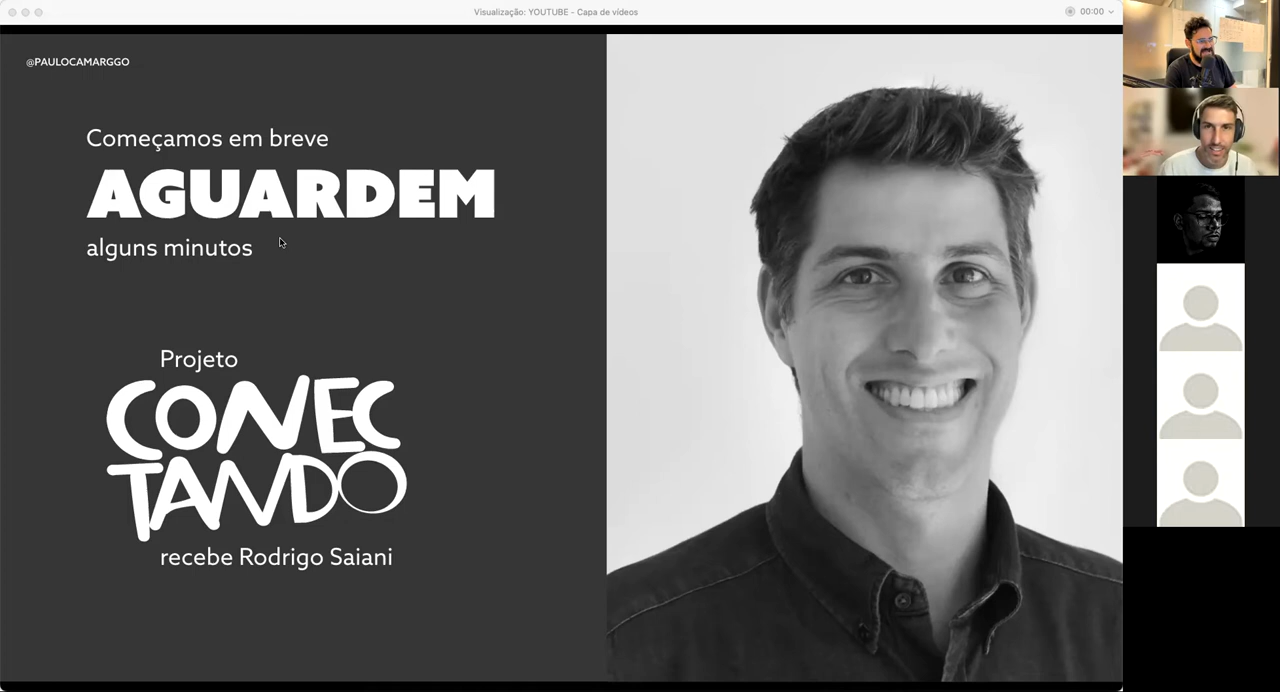 Visualização: YOUTUBE - Capa de vídeos
00:00
@PAULOCAMARGGO
Começamos em breve
AGUARDEM
alguns minutos
Projeto
CONEC
TANDO
recebe Rodrigo Saiani